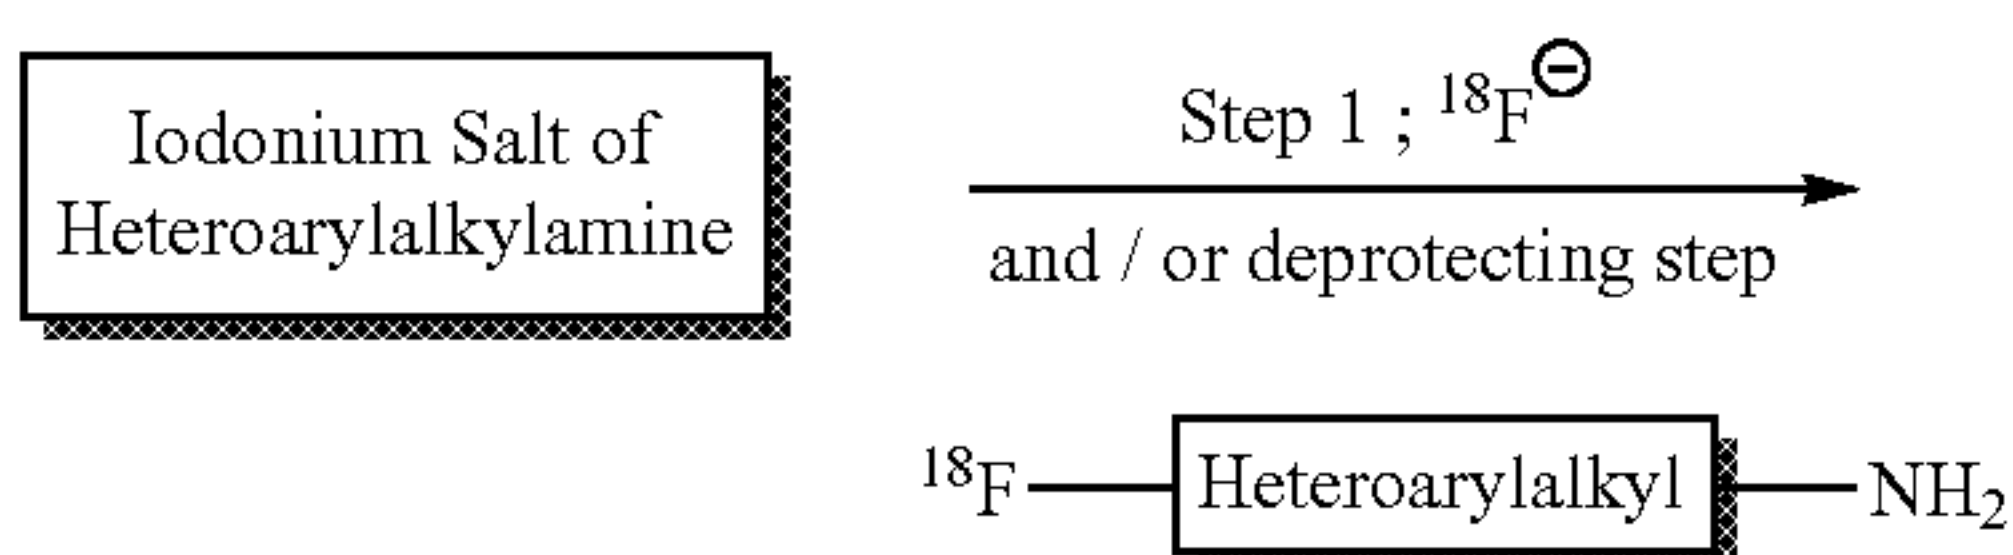 Iodonium Salt of
Heteroarylalkylamine
Step 1 ; ¹⁸F⊖
and / or deprotecting step
¹⁸F
Heteroarylalkyl
NH₂